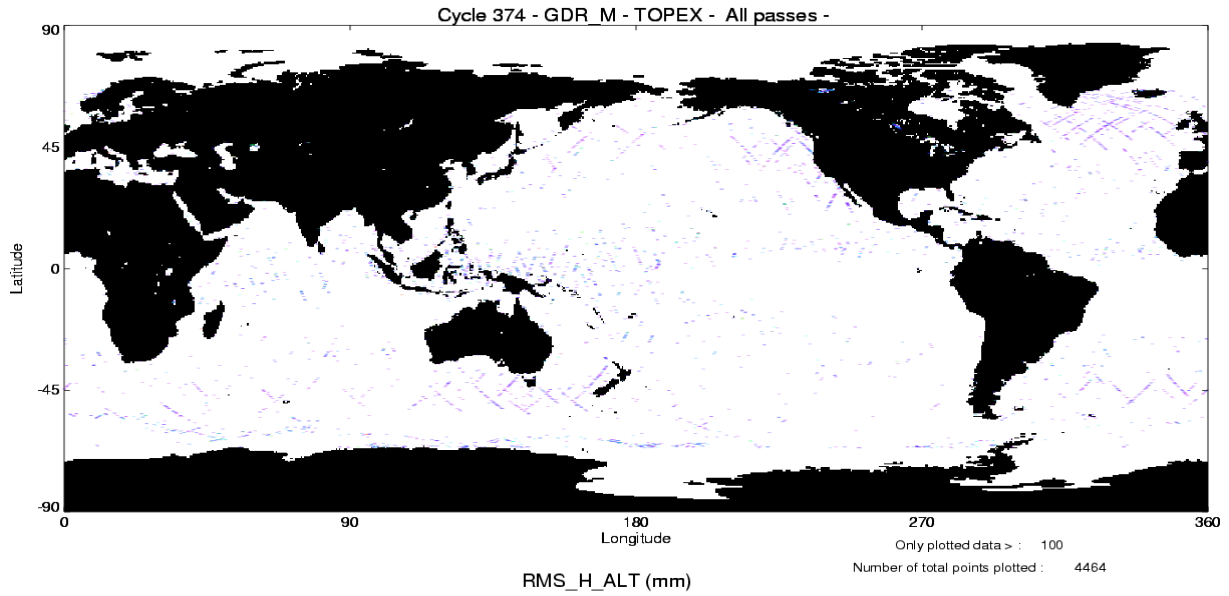 Cycle 374 - GDR_M - TOPEX - All passes -
90
45
0
-45
-90
Latitude
0 90 180 270 360
Longitude
Only plotted data > : 100
Number of total points plotted : 4464
RMS_H_ALT (mm)